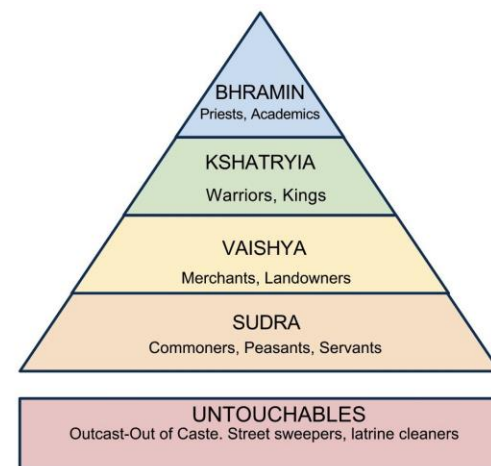 BHRAMIN
Priests, Academics
KSHATRYIA
Warriors, Kings
VAISHYA
Merchants, Landowners
SUDRA
Commoners, Peasants, Servants
UNTOUCHABLES
Outcast-Out of Caste. Street sweepers, latrine cleaners